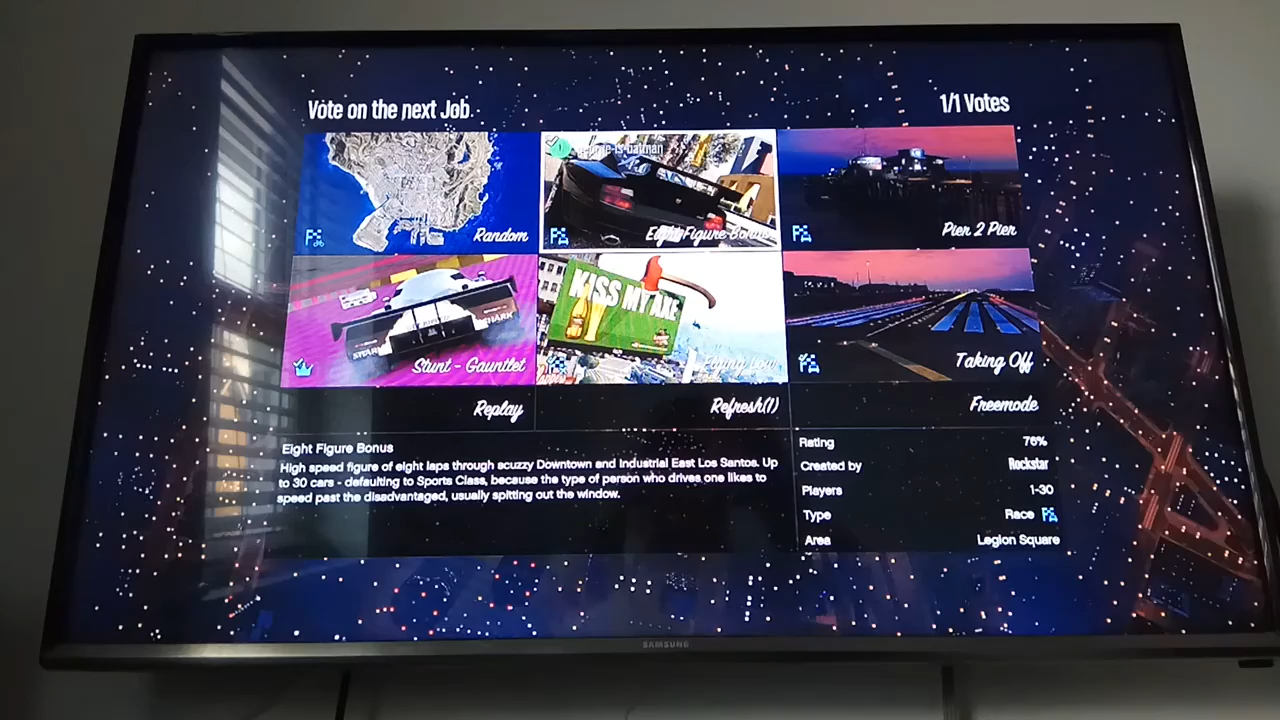 Vote on the next Job
1/1 Votes
Random
Eight Figure Bonus
Pier 2 Pier
STARK
SHARK
Stunt - Gauntlet
KISS MY AXE
Flying Low
Taking Off
Replay
Refresh(1)
Freemode
Eight Figure Bonus
High speed figure of eight laps through scuzzy Downtown and Industrial East Los Santos. Up
to 30 cars - defaulting to Sports Class, because the type of person who drives one likes to
speed past the disadvantaged, usually spitting out the window.
Rating 76%
Created by Rockstar
Players 1-30
Type Race
Area Legion Square
SAMSUNG